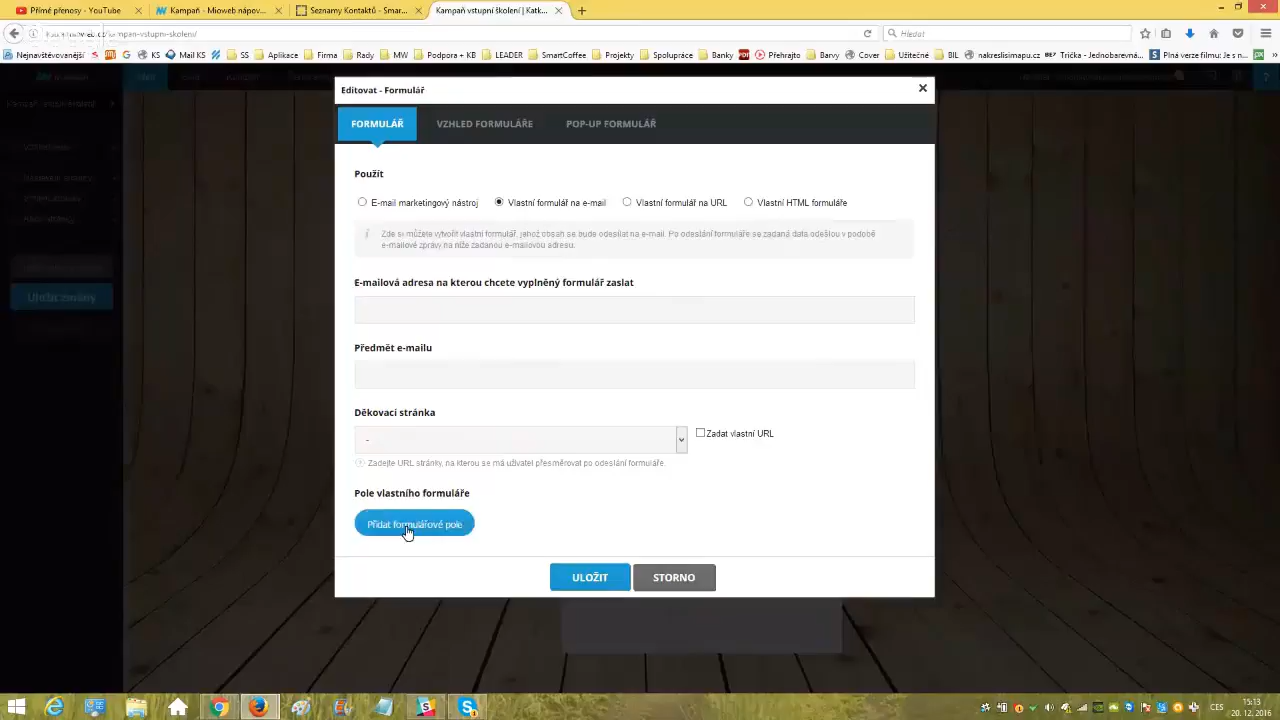 Přímé přenosy - YouTube
Kampaň - Mioweb nápov...
Seznamy Kontaktů - Smar...
Kampaň vstupní školení | Katk...
/kampan-vstupni-skoleni/
Hledat
Nejnavštěvovanější KS Mail KS SS Aplikace Firma Rady MW Podpora + KB LEADER SmartCoffee Projekty Spolupráce Banky Přehrajto Barvy Cover Užitečné BIL nakreslisimapu.cz Trička - Jednobarevná... Plná verze filmu: Je s n...
Editovat - Formulář
FORMULÁŘ VZHLED FORMULÁŘE POP-UP FORMULÁŘ
Použít
E-mail marketingový nástroj Vlastní formulář na e-mail Vlastní formulář na URL Vlastní HTML formuláře
Zde si můžete vytvořit vlastní formulář, jehož obsah se bude odesílat na e-mail. Po odeslání formuláře se zadaná data odešlou v podobě
e-mailové zprávy na níže zadanou e-mailovou adresu.
Uložit změny
E-mailová adresa na kterou chcete vyplněný formulář zaslat
Předmět e-mailu
Děkovací stránka
-
Zadat vlastní URL
Zadejte URL stránky, na kterou se má uživatel přesměrovat po odeslání formuláře.
Pole vlastního formuláře
Přidat formulářové pole
ULOŽIT STORNO
CES
15:13
20. 12. 2016